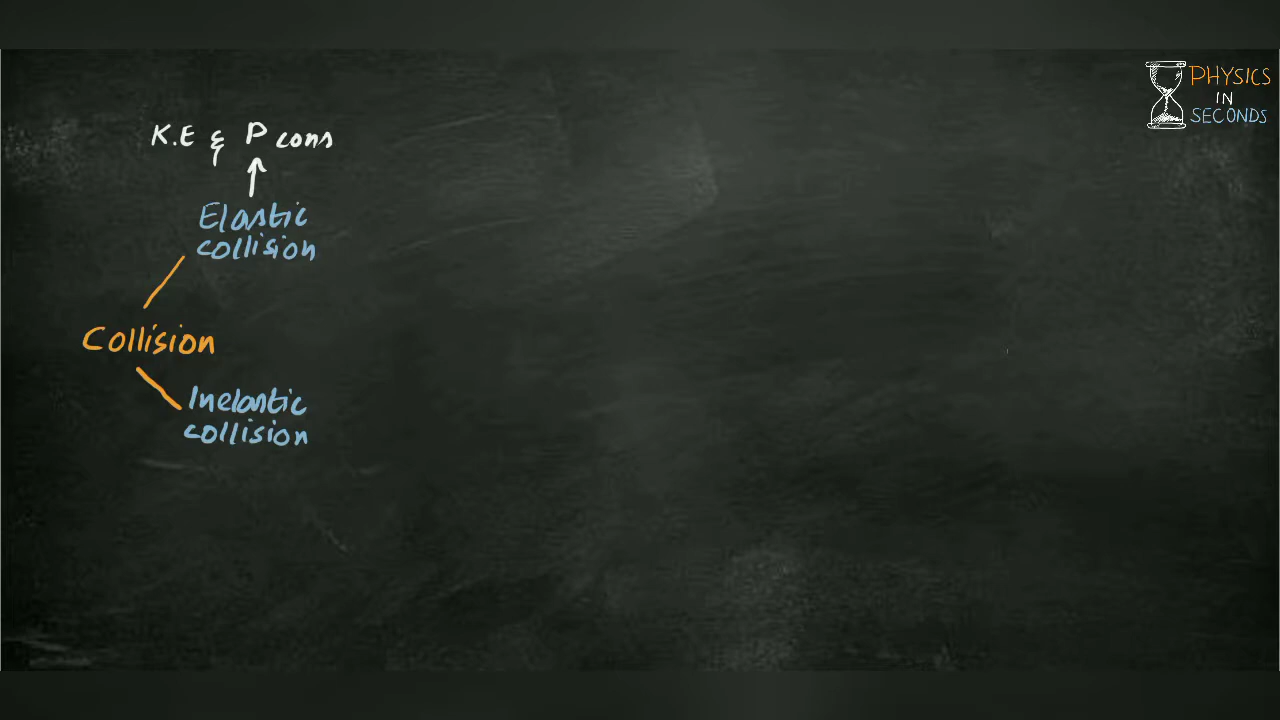 PHYSICS
IN
SECONDS
K.E & P cons
Elastic
collision
Collision
Inelastic
collision